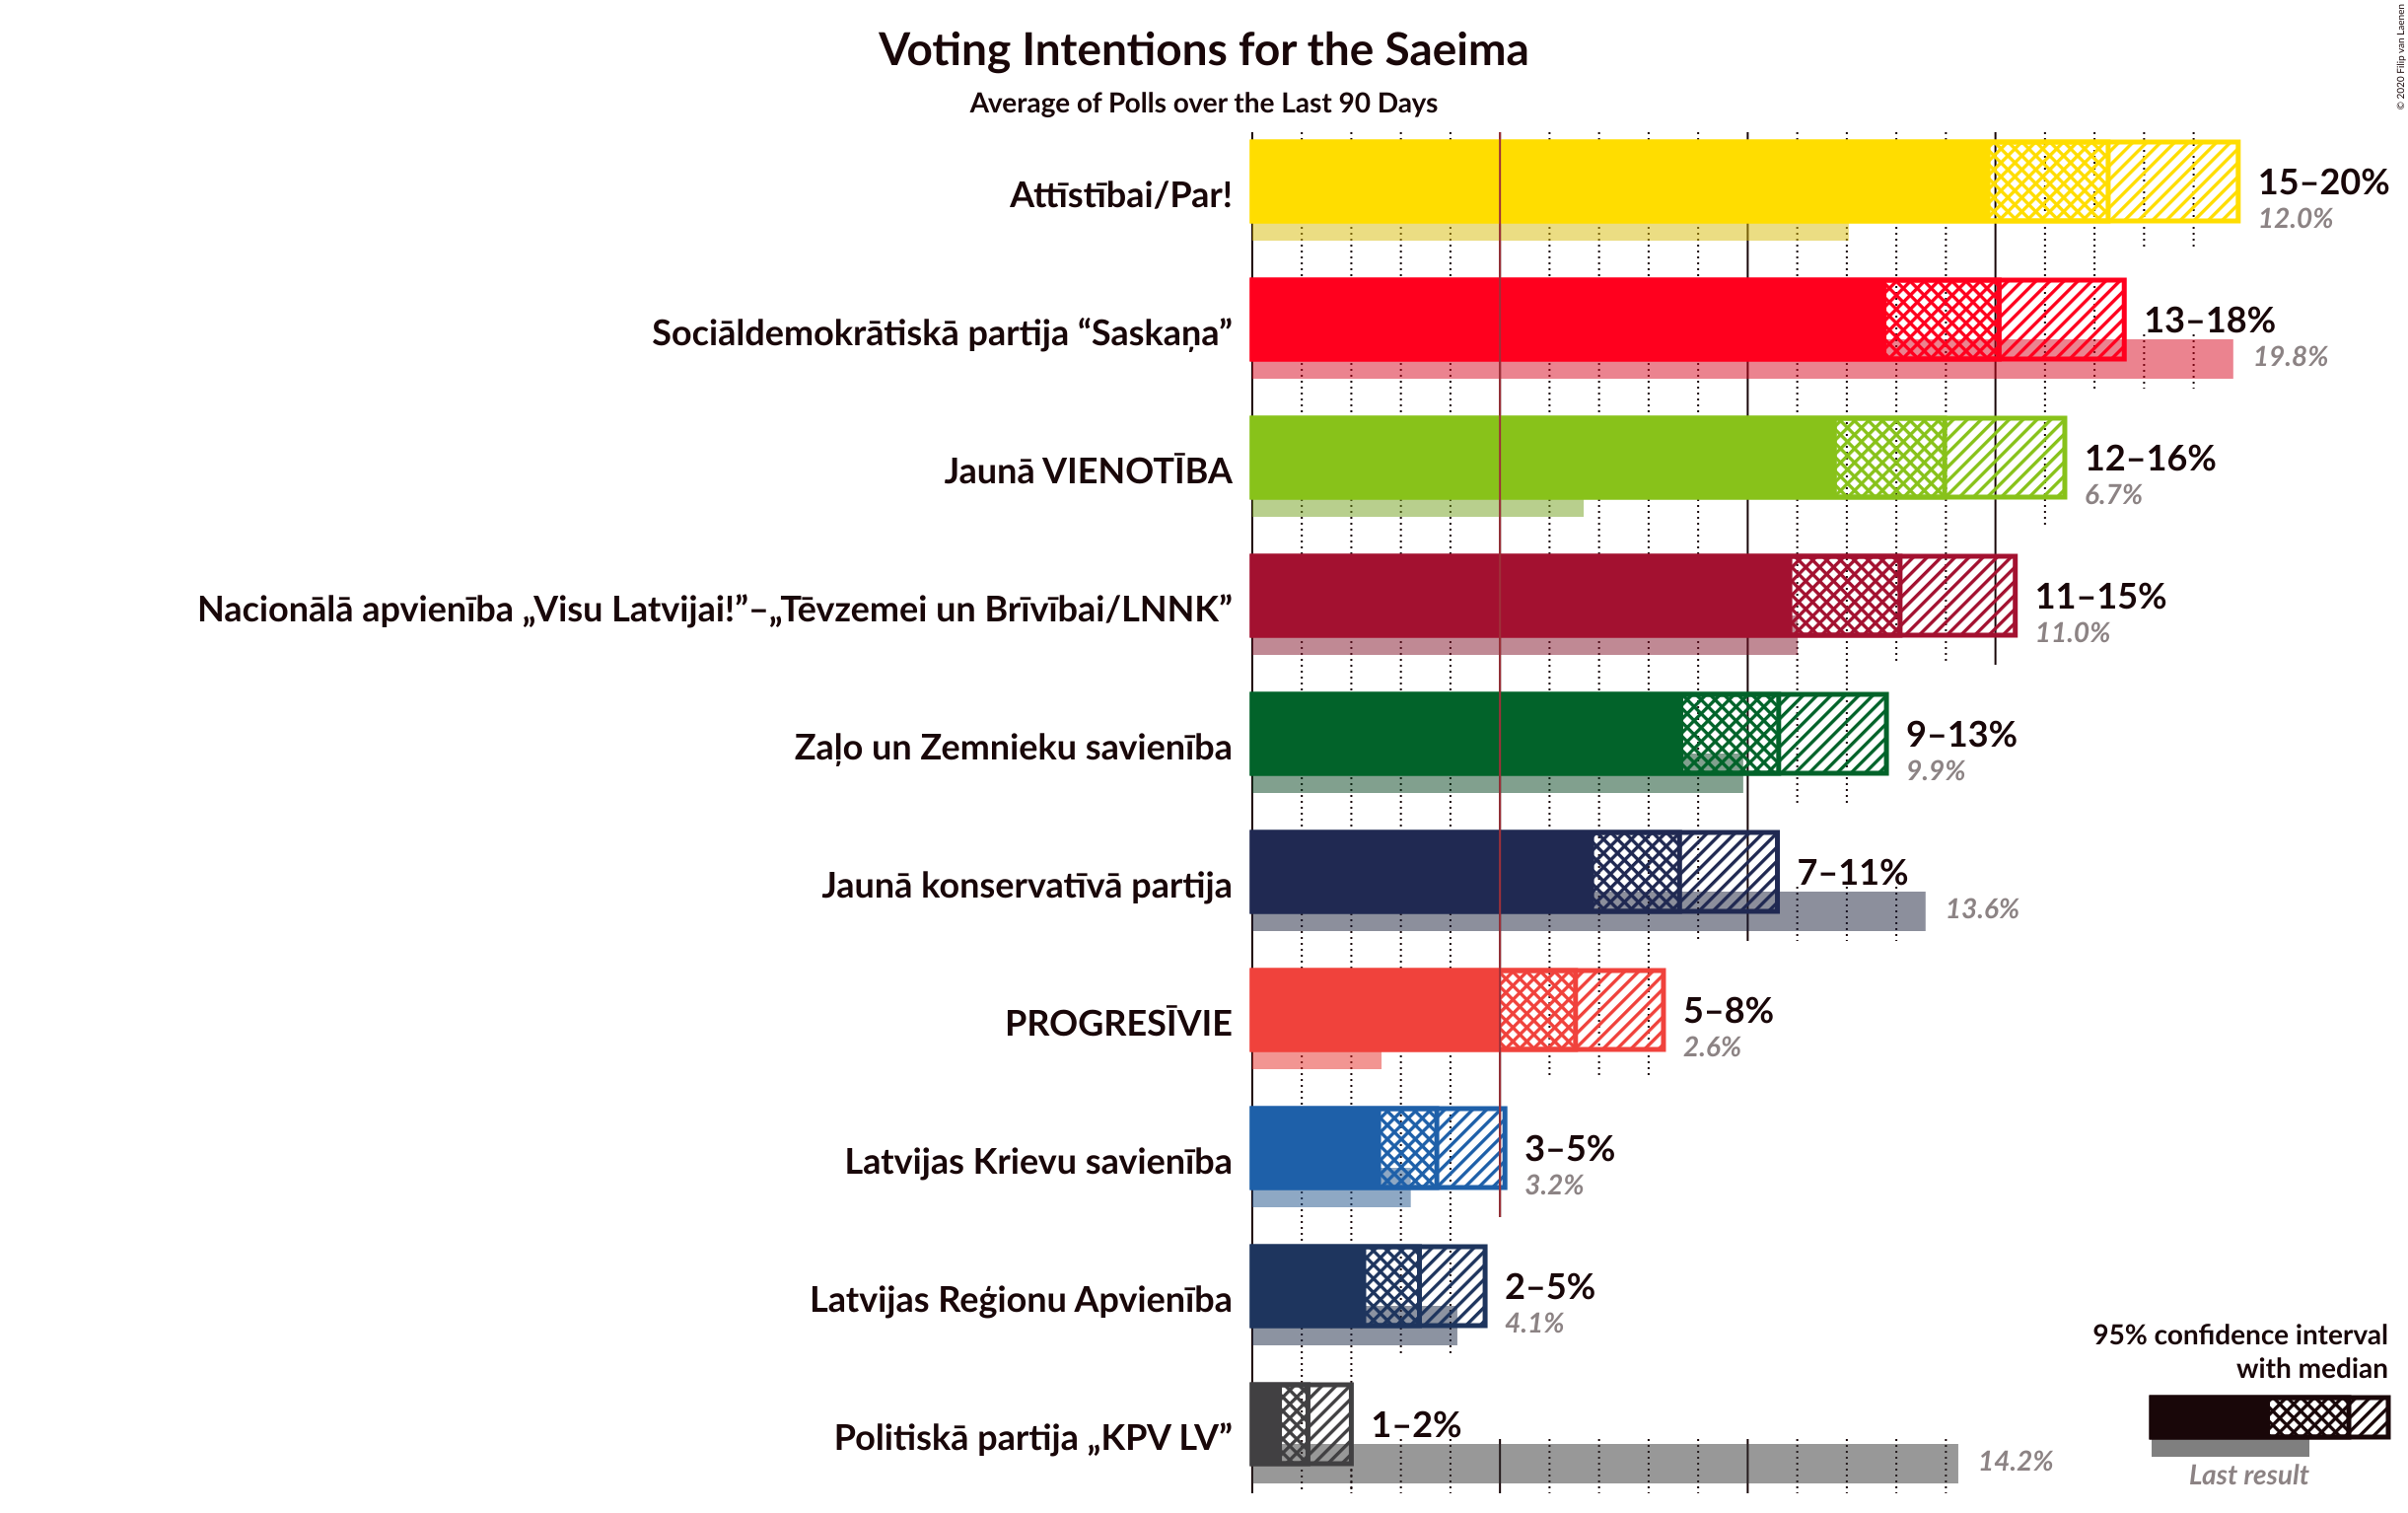 Voting Intentions for the Saeima
Average of Polls over the Last 90 Days
© 2020 Filip van Laenen
Attīstībai/Par!
15–20%
12.0%
Sociāldemokrātiskā partija “Saskaņa”
13–18%
19.8%
Jaunā VIENOTĪBA
12–16%
6.7%
Nacionālā apvienība „Visu Latvijai!”–„Tēvzemei un Brīvībai/LNNK”
11–15%
11.0%
Zaļo un Zemnieku savienība
9–13%
9.9%
Jaunā konservatīvā partija
7–11%
13.6%
PROGRESĪVIE
5–8%
2.6%
Latvijas Krievu savienība
3–5%
3.2%
Latvijas Reģionu Apvienība
2–5%
4.1%
Politiskā partija „KPV LV”
1–2%
14.2%
95% confidence interval
with median
Last result